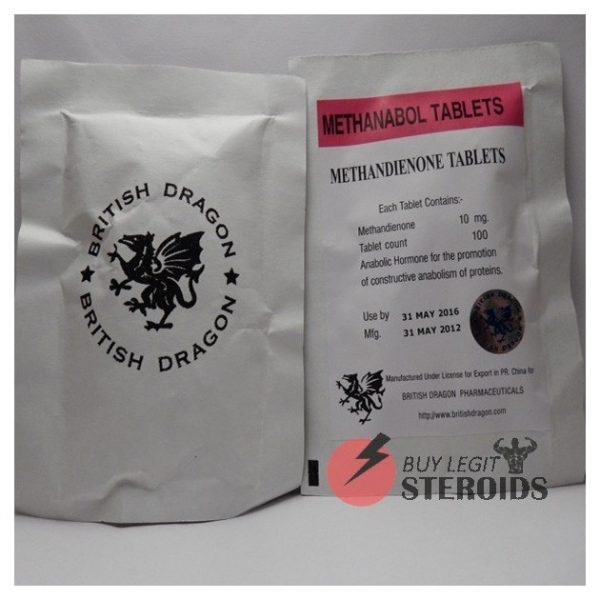 BRITISH DRAGON
BRITISH DRAGON
METHANABOL TABLETS
METHANDIENONE TABLETS
Each Tablet Contains:-
Methandienone 10 mg.
Tablet count 100
Anabolic Hormone for the promotion
of constructive anabolism of proteins.
Use by 31 MAY 2016
Mfg. 31 MAY 2012
Manufactured Under License for Export in PR. China for
BRITISH DRAGON PHARMACEUTICALS
http://www.britishdragon.com
BUY LEGIT
STEROIDS